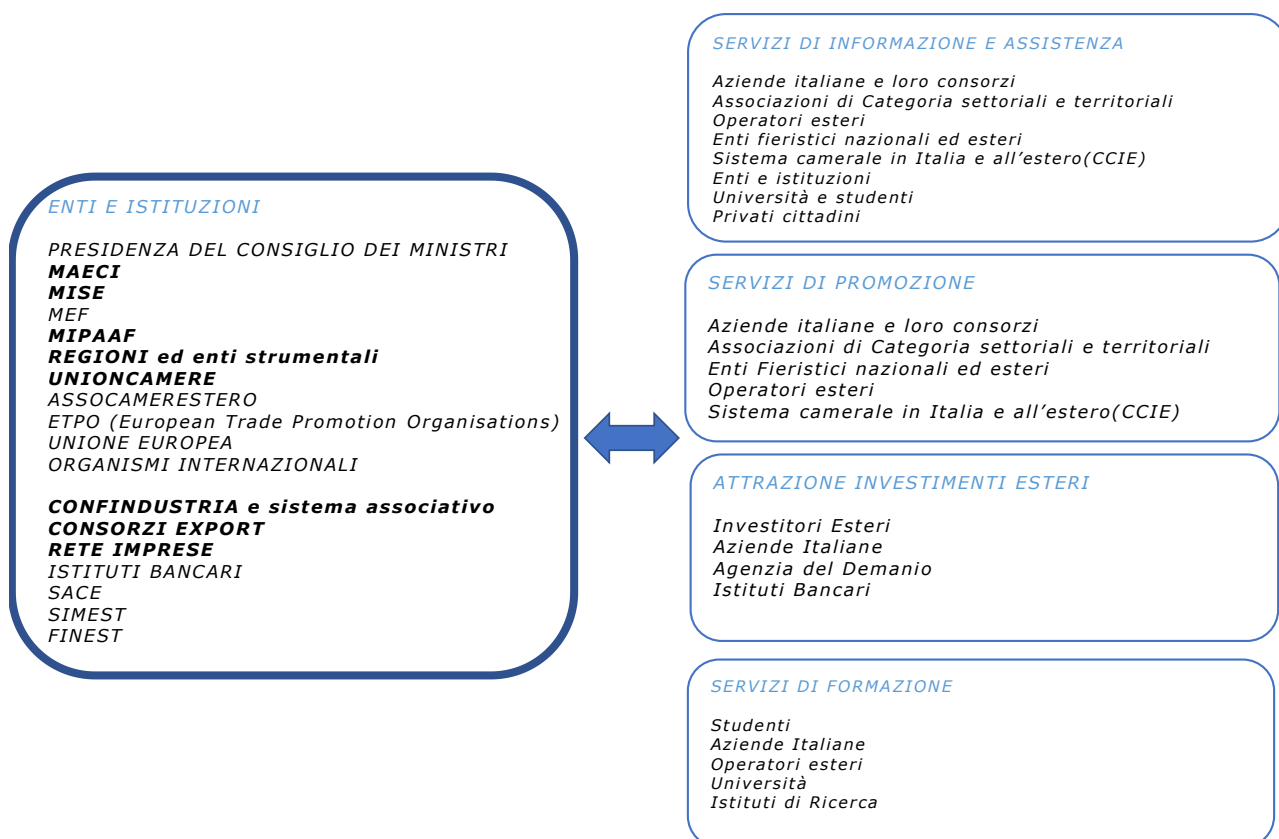 ENTI E ISTITUZIONI
PRESIDENZA DEL CONSIGLIO DEI MINISTRI
MAECI
MISE
MEF
MIPAAF
REGIONI ed enti strumentali
UNIONCAMERE
ASSOCAMERESTERO
ETPO (European Trade Promotion Organisations)
UNIONE EUROPEA
ORGANISMI INTERNAZIONALI
CONFINDUSTRIA e sistema associativo
CONSORZI EXPORT
RETE IMPRESE
ISTITUTI BANCARI
SACE
SIMEST
FINEST
SERVIZI DI INFORMAZIONE E ASSISTENZA
Aziende italiane e loro consorzi
Associazioni di Categoria settoriali e territoriali
Operatori esteri
Enti fieristici nazionali ed esteri
Sistema camerale in Italia e all'estero(CCIE)
Enti e istituzioni
Università e studenti
Privati cittadini
SERVIZI DI PROMOZIONE
Aziende italiane e loro consorzi
Associazioni di Categoria settoriali e territoriali
Enti Fieristici nazionali ed esteri
Operatori esteri
Sistema camerale in Italia e all'estero(CCIE)
ATTRAZIONE INVESTIMENTI ESTERI
Investitori Esteri
Aziende Italiane
Agenzia del Demanio
Istituti Bancari
SERVIZI DI FORMAZIONE
Studenti
Aziende Italiane
Operatori esteri
Università
Istituti di Ricerca